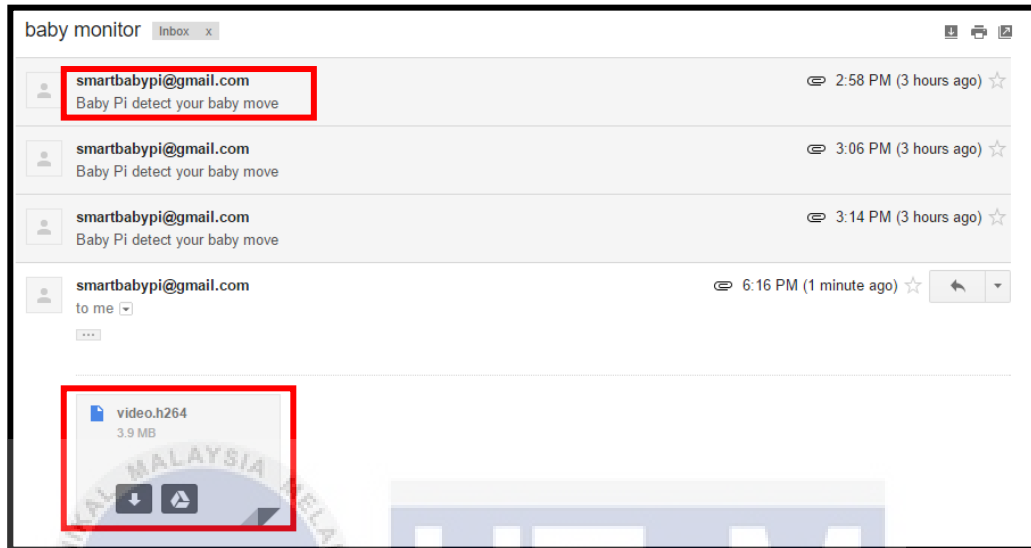 baby monitor Inbox x
smartbabypi@gmail.com 2:58 PM (3 hours ago)
Baby Pi detect your baby move
smartbabypi@gmail.com 3:06 PM (3 hours ago)
Baby Pi detect your baby move
smartbabypi@gmail.com 3:14 PM (3 hours ago)
Baby Pi detect your baby move
smartbabypi@gmail.com 6:16 PM (1 minute ago)
to me
...
video.h264
3.9 MB
MALAYSIA